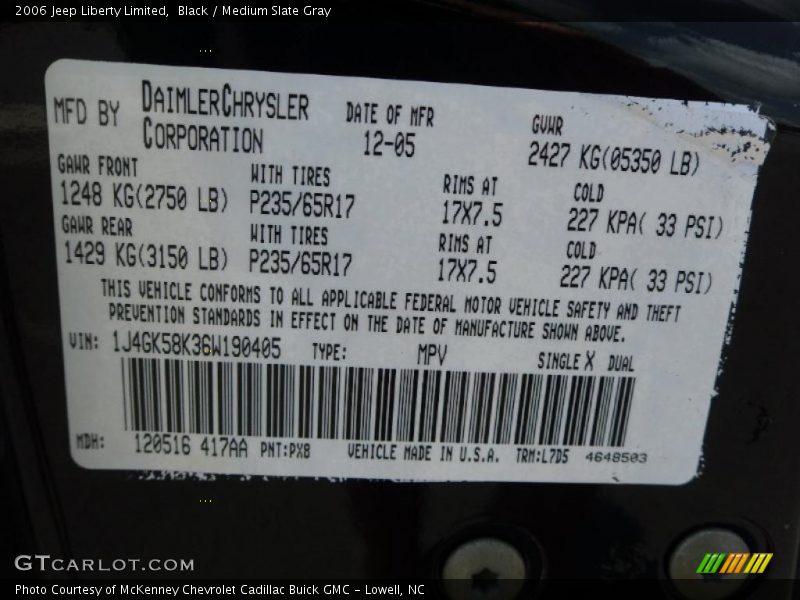 2006 Jeep Liberty Limited, Black / Medium Slate Gray
MFD BY DAIMLERCHRYSLER CORPORATION
DATE OF MFR
12-05
GVWR
2427 KG(05350 LB)
GAWR FRONT
1248 KG(2750 LB)
WITH TIRES
P235/65R17
RIMS AT
17X7.5
COLD
227 KPA( 33 PSI)
GAWR REAR
1429 KG(3150 LB)
WITH TIRES
P235/65R17
RIMS AT
17X7.5
COLD
227 KPA( 33 PSI)
THIS VEHICLE CONFORMS TO ALL APPLICABLE FEDERAL MOTOR VEHICLE SAFETY AND THEFT
PREVENTION STANDARDS IN EFFECT ON THE DATE OF MANUFACTURE SHOWN ABOVE.
VIN: 1J4GK58K36W190405 TYPE: MPV SINGLE X DUAL
MDH: 120516 417AA PNT:PX8 VEHICLE MADE IN U.S.A. TRM:L7D5 4648503
GTCARLOT.COM
Photo Courtesy of McKenney Chevrolet Cadillac Buick GMC - Lowell, NC